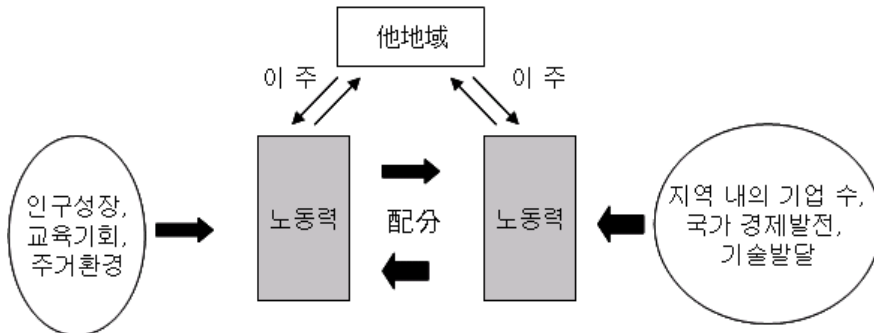 他地域
이 주
이 주
인구성장,
교육기회,
주거환경
노동력
配分
노동력
지역 내의 기업 수,
국가 경제발전,
기술발달